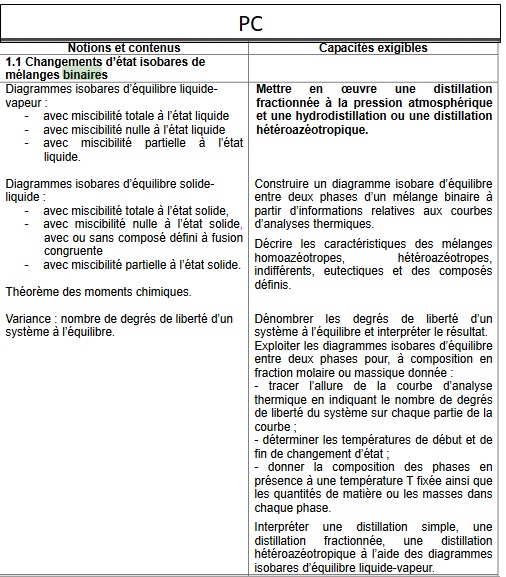 PC
Notions et contenus
Capacités exigibles
1.1 Changements d'état isobares de
mélanges binaires
Diagrammes isobares d'équilibre liquide-
vapeur :
- avec miscibilité totale à l'état liquide
- avec miscibilité nulle à l'état liquide
- avec miscibilité partielle à l'état
liquide.
Mettre en œuvre une distillation
fractionnée à la pression atmosphérique
et une hydrodistillation ou une distillation
hétéroazéotropique.
Diagrammes isobares d'équilibre solide-
liquide :
- avec miscibilité totale à l'état solide,
- avec miscibilité nulle à l'état solide,
avec ou sans composé défini à fusion
congruente
- avec miscibilité partielle à l'état solide.
Théorème des moments chimiques.
Construire un diagramme isobare d'équilibre
entre deux phases d'un mélange binaire à
partir d'informations relatives aux courbes
d'analyses thermiques.
Décrire les caractéristiques des mélanges
homoazéotropes, hétéroazéotropes,
indifférents, eutectiques et des composés
définis.
Variance : nombre de degrés de liberté d'un
système à l'équilibre.
Dénombrer les degrés de liberté d'un
système à l'équilibre et interpréter le résultat.
Exploiter les diagrammes isobares d'équilibre
entre deux phases pour, à composition en
fraction molaire ou massique donnée :
- tracer l'allure de la courbe d'analyse
thermique en indiquant le nombre de degrés
de liberté du système sur chaque partie de la
courbe ;
- déterminer les températures de début et de
fin de changement d'état ;
- donner la composition des phases en
présence à une température T fixée ainsi que
les quantités de matière ou les masses dans
chaque phase.
Interpréter une distillation simple, une
distillation fractionnée, une distillation
hétéroazéotropique à l'aide des diagrammes
isobares d'équilibre liquide-vapeur.